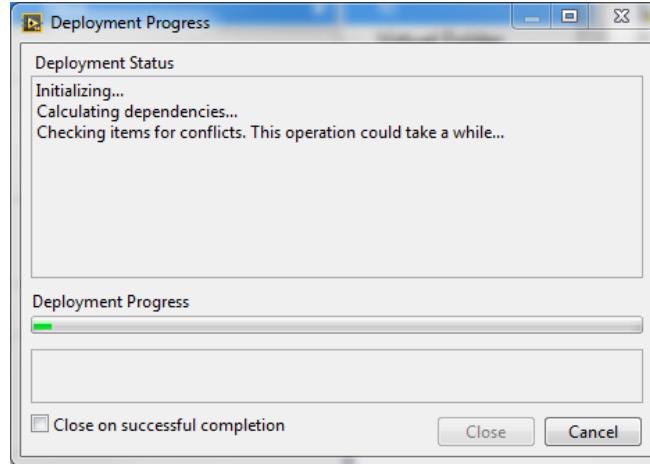 Deployment Progress
Deployment Status
Initializing...
Calculating dependencies...
Checking items for conflicts. This operation could take a while...
Deployment Progress
Close on successful completion
Close
Cancel